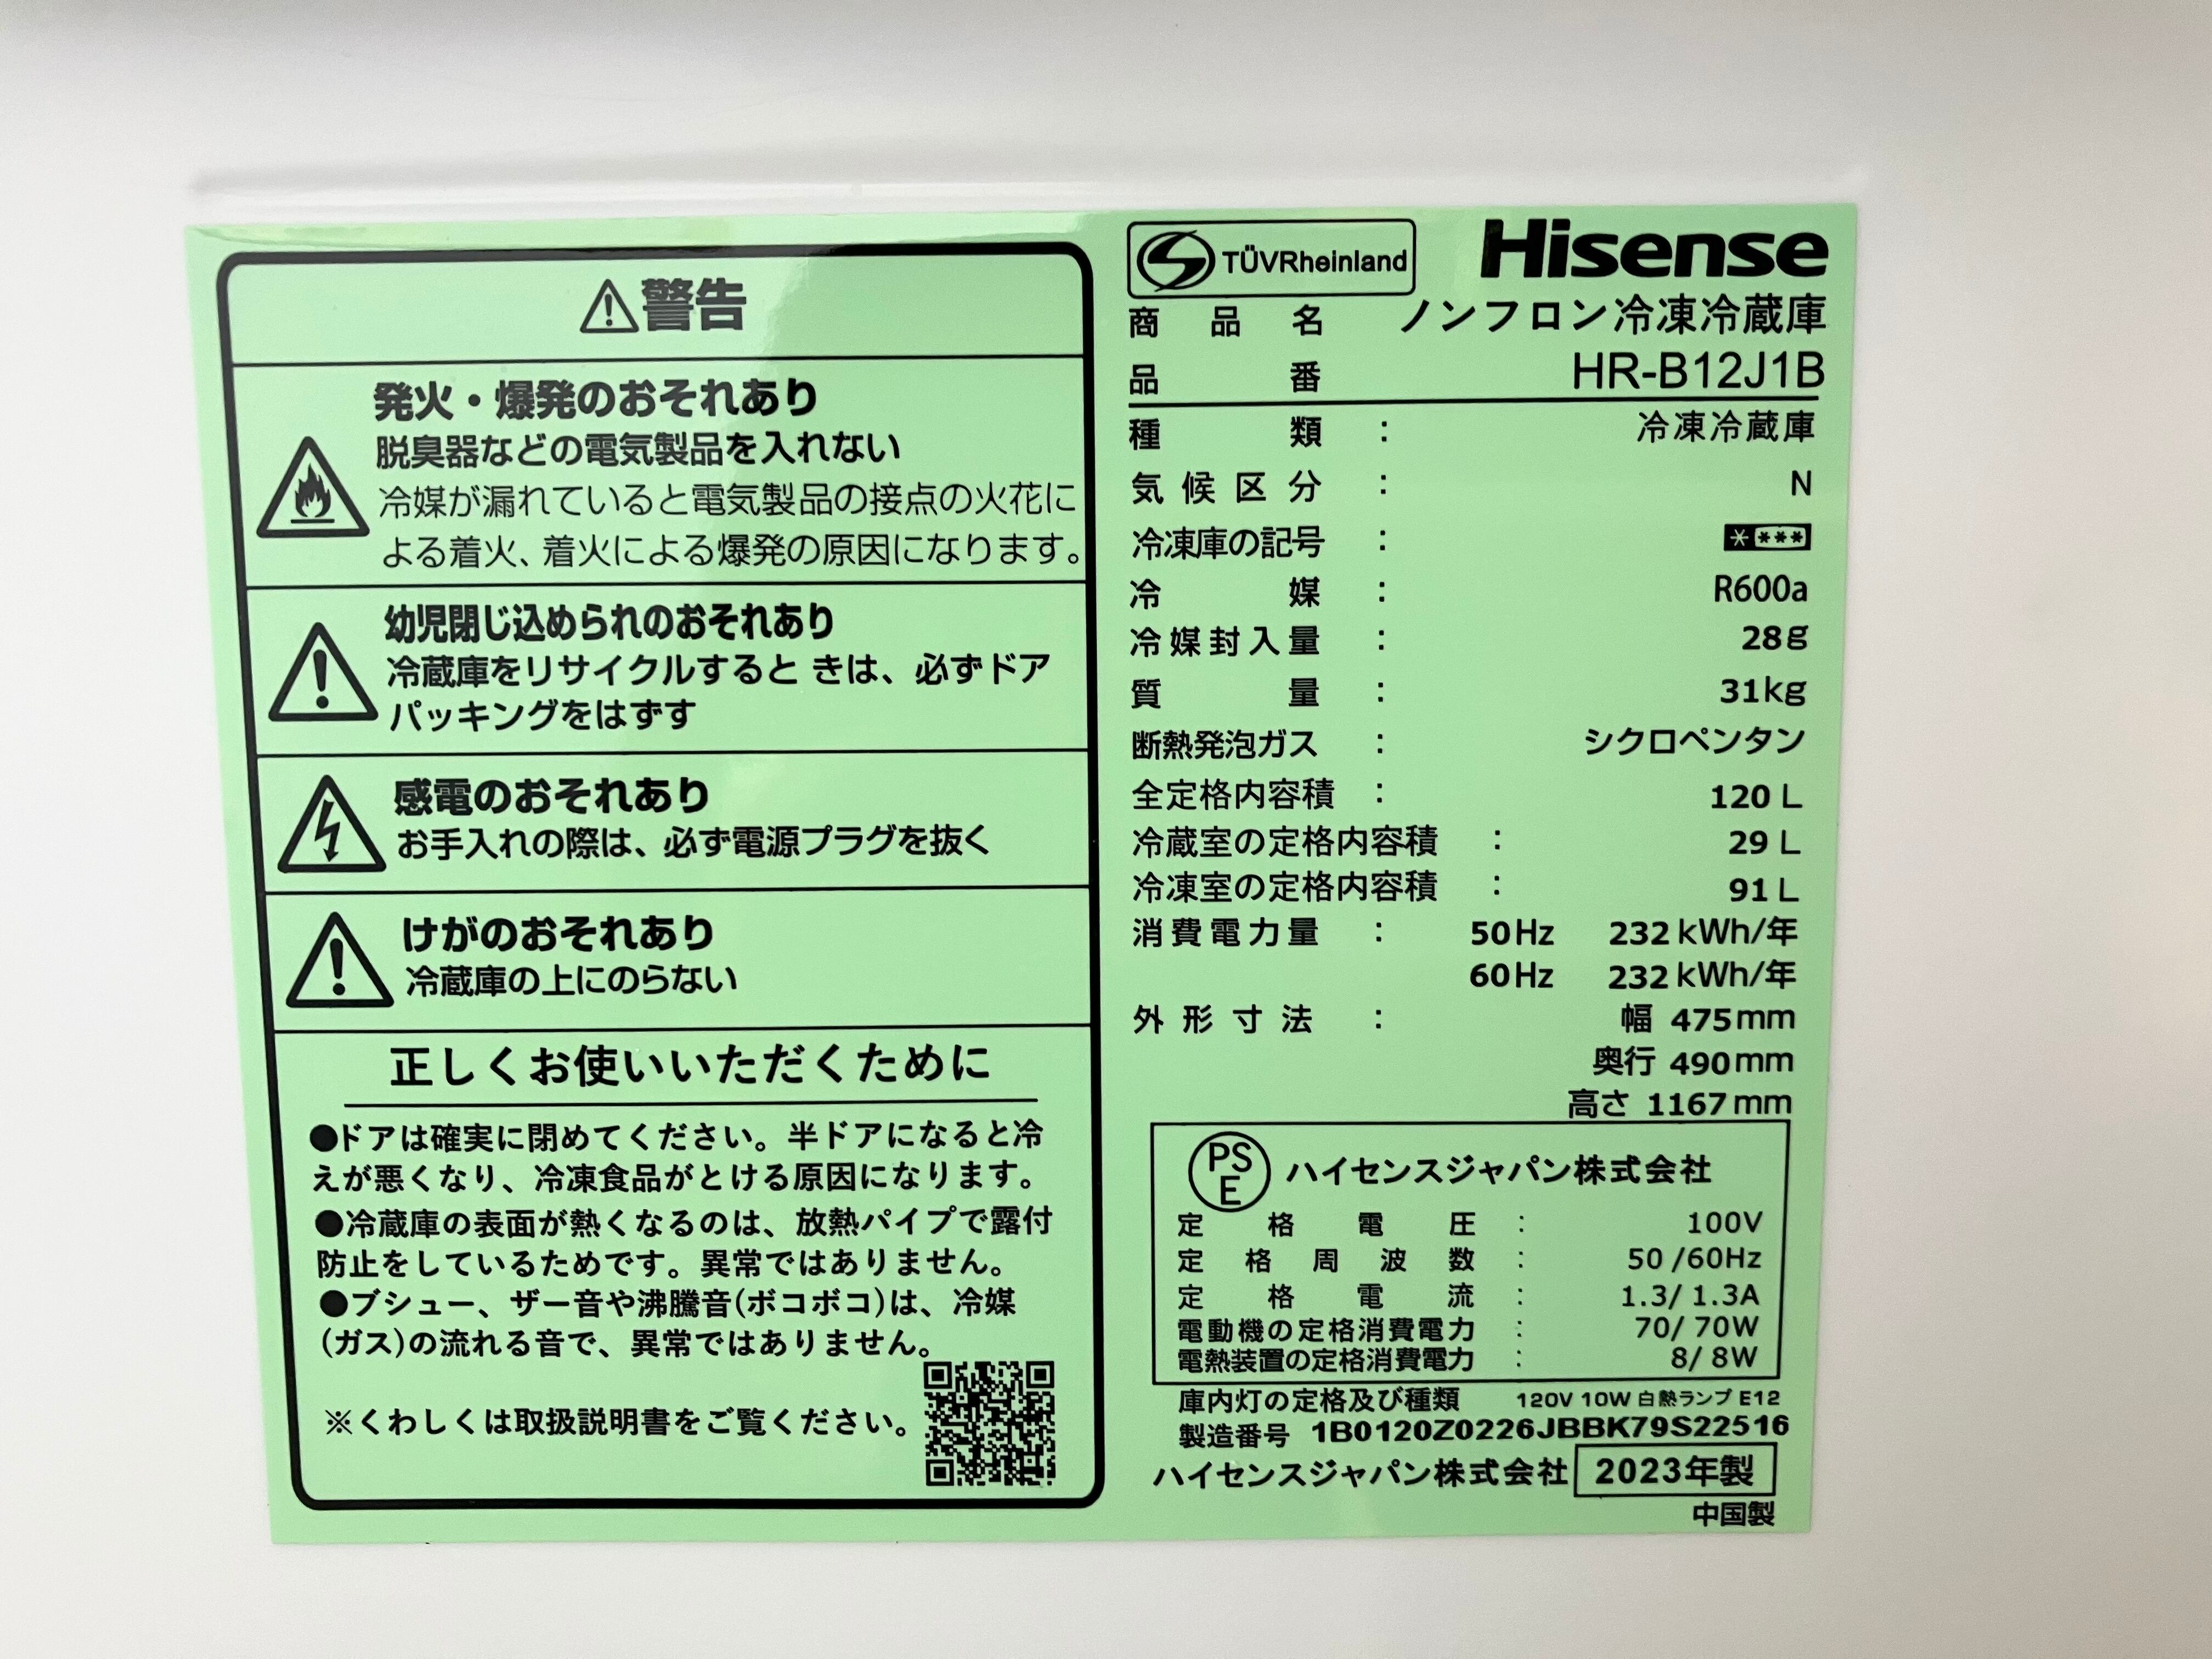 ⚠警告
発火・爆発のおそれあり
脱臭器などの電気製品を入れない
冷媒が漏れていると電気製品の接点の火花に
よる着火、着火による爆発の原因になります。
幼児閉じ込められのおそれあり
冷蔵庫をリサイクルすると きは、必ずドア
パッキングをはずす
感電のおそれあり
お手入れの際は、必ず電源プラグを抜く
けがのおそれあり
冷蔵庫の上にのらない
正しくお使いいただくために
●ドアは確実に閉めてください。半ドアになると冷
えが悪くなり、冷凍食品がとける原因になります。
●冷蔵庫の表面が熱くなるのは、放熱パイプで露付
防止をしているためです。異常ではありません。
●ブシュー、ザー音や沸騰音(ボコボコ)は、冷媒
(ガス)の流れる音で、異常ではありません。
※くわしくは取扱説明書をご覧ください。
TÜVRheinland Hisense
商品名 ノンフロン冷凍冷蔵庫
品番 HR-B12J1B
種類 : 冷凍冷蔵庫
気候区分 : N
冷凍庫の記号 : * ***
冷媒 : R600a
冷媒封入量 : 28g
質量 : 31kg
断熱発泡ガス : シクロペンタン
全定格内容積 : 120 L
冷蔵室の定格内容積 : 29 L
冷凍室の定格内容積 : 91 L
消費電力量 : 50Hz 232kWh/年
60Hz 232kWh/年
外形寸法 : 幅 475mm
奥行 490mm
高さ 1167mm
PSE ハイセンスジャパン株式会社
定格電圧 : 100V
定格周波数 : 50/60Hz
定格電流 : 1.3/ 1.3A
電動機の定格消費電力 : 70/ 70W
電熱装置の定格消費電力 : 8/ 8W
庫内灯の定格及び種類 120V 10W 白熱ランプ E12
製造番号 1B0120Z0226JBBK79S22516
ハイセンスジャパン株式会社 2023年製
中国製